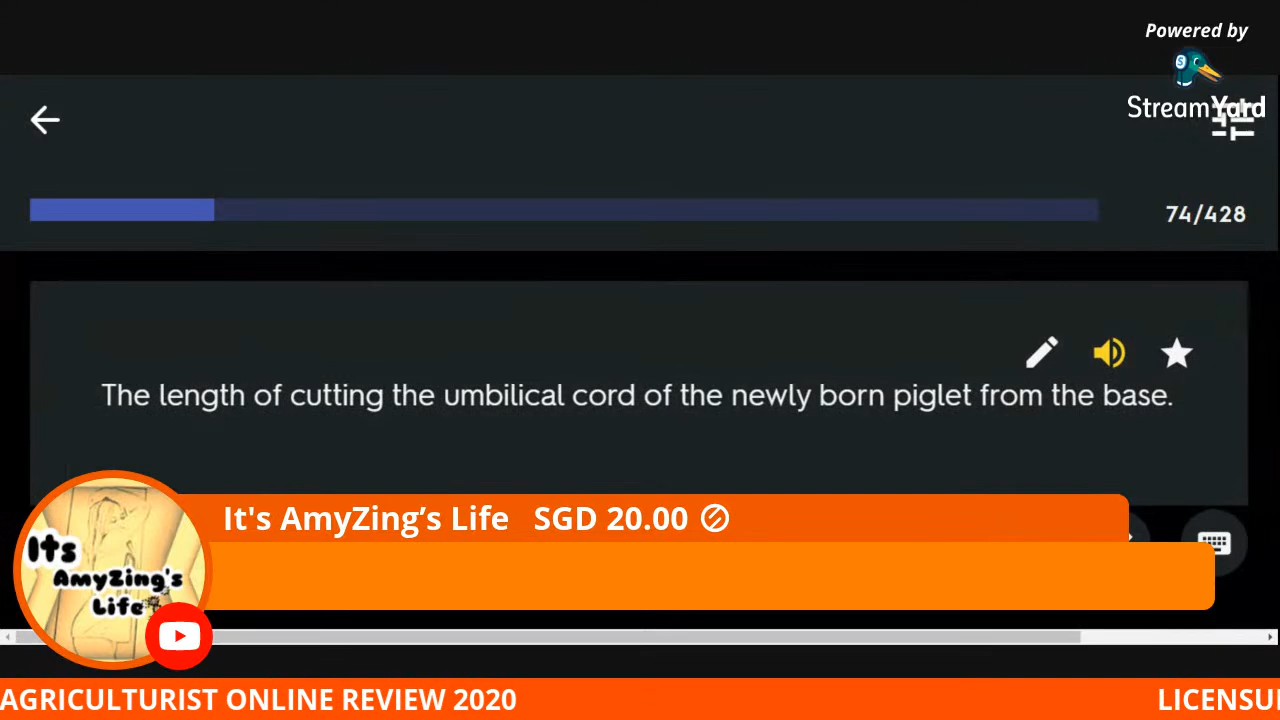 Powered by
StreamYard
74/428
The length of cutting the umbilical cord of the newly born piglet from the base.
It's AmyZing’s Life SGD 20.00
Its
AmyZing's
Life
AGRICULTURIST ONLINE REVIEW 2020 LICENSU